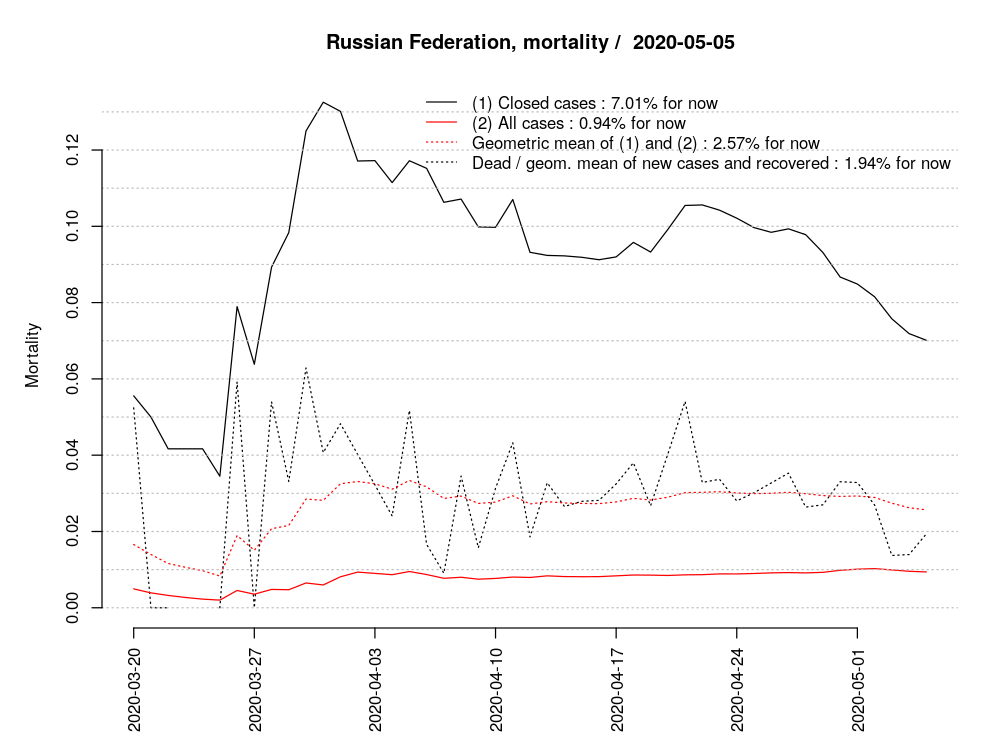 Russian Federation, mortality /  2020-05-05
(1) Closed cases : 7.01% for now
(2) All cases : 0.94% for now
Geometric mean of (1) and (2) : 2.57% for now
Dead / geom. mean of new cases and recovered : 1.94% for now
Mortality
0.12
0.10
0.08
0.06
0.04
0.02
0.00
2020-03-20
2020-03-27
2020-04-03
2020-04-10
2020-04-17
2020-04-24
2020-05-01